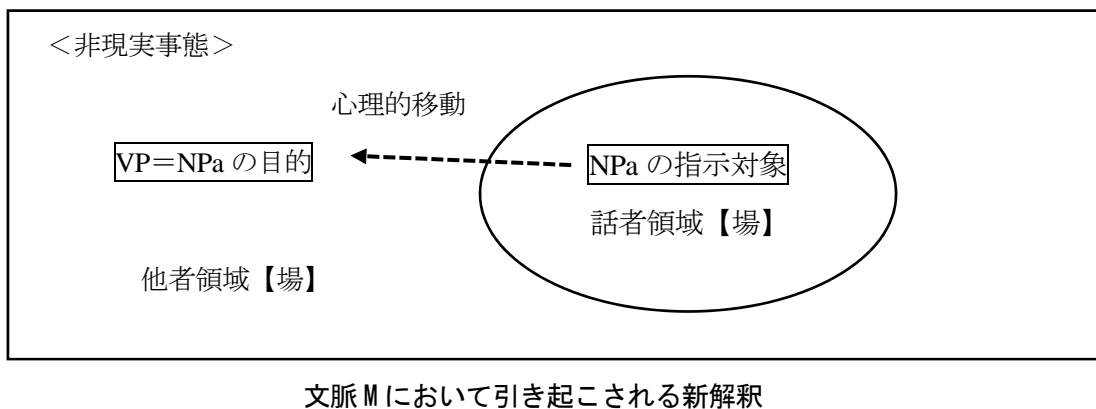 ＜非現実事態＞
心理的移動
VP＝NPa の目的
NPa の指示対象
話者領域【場】
他者領域【場】
文脈 M において引き起こされる新解釈